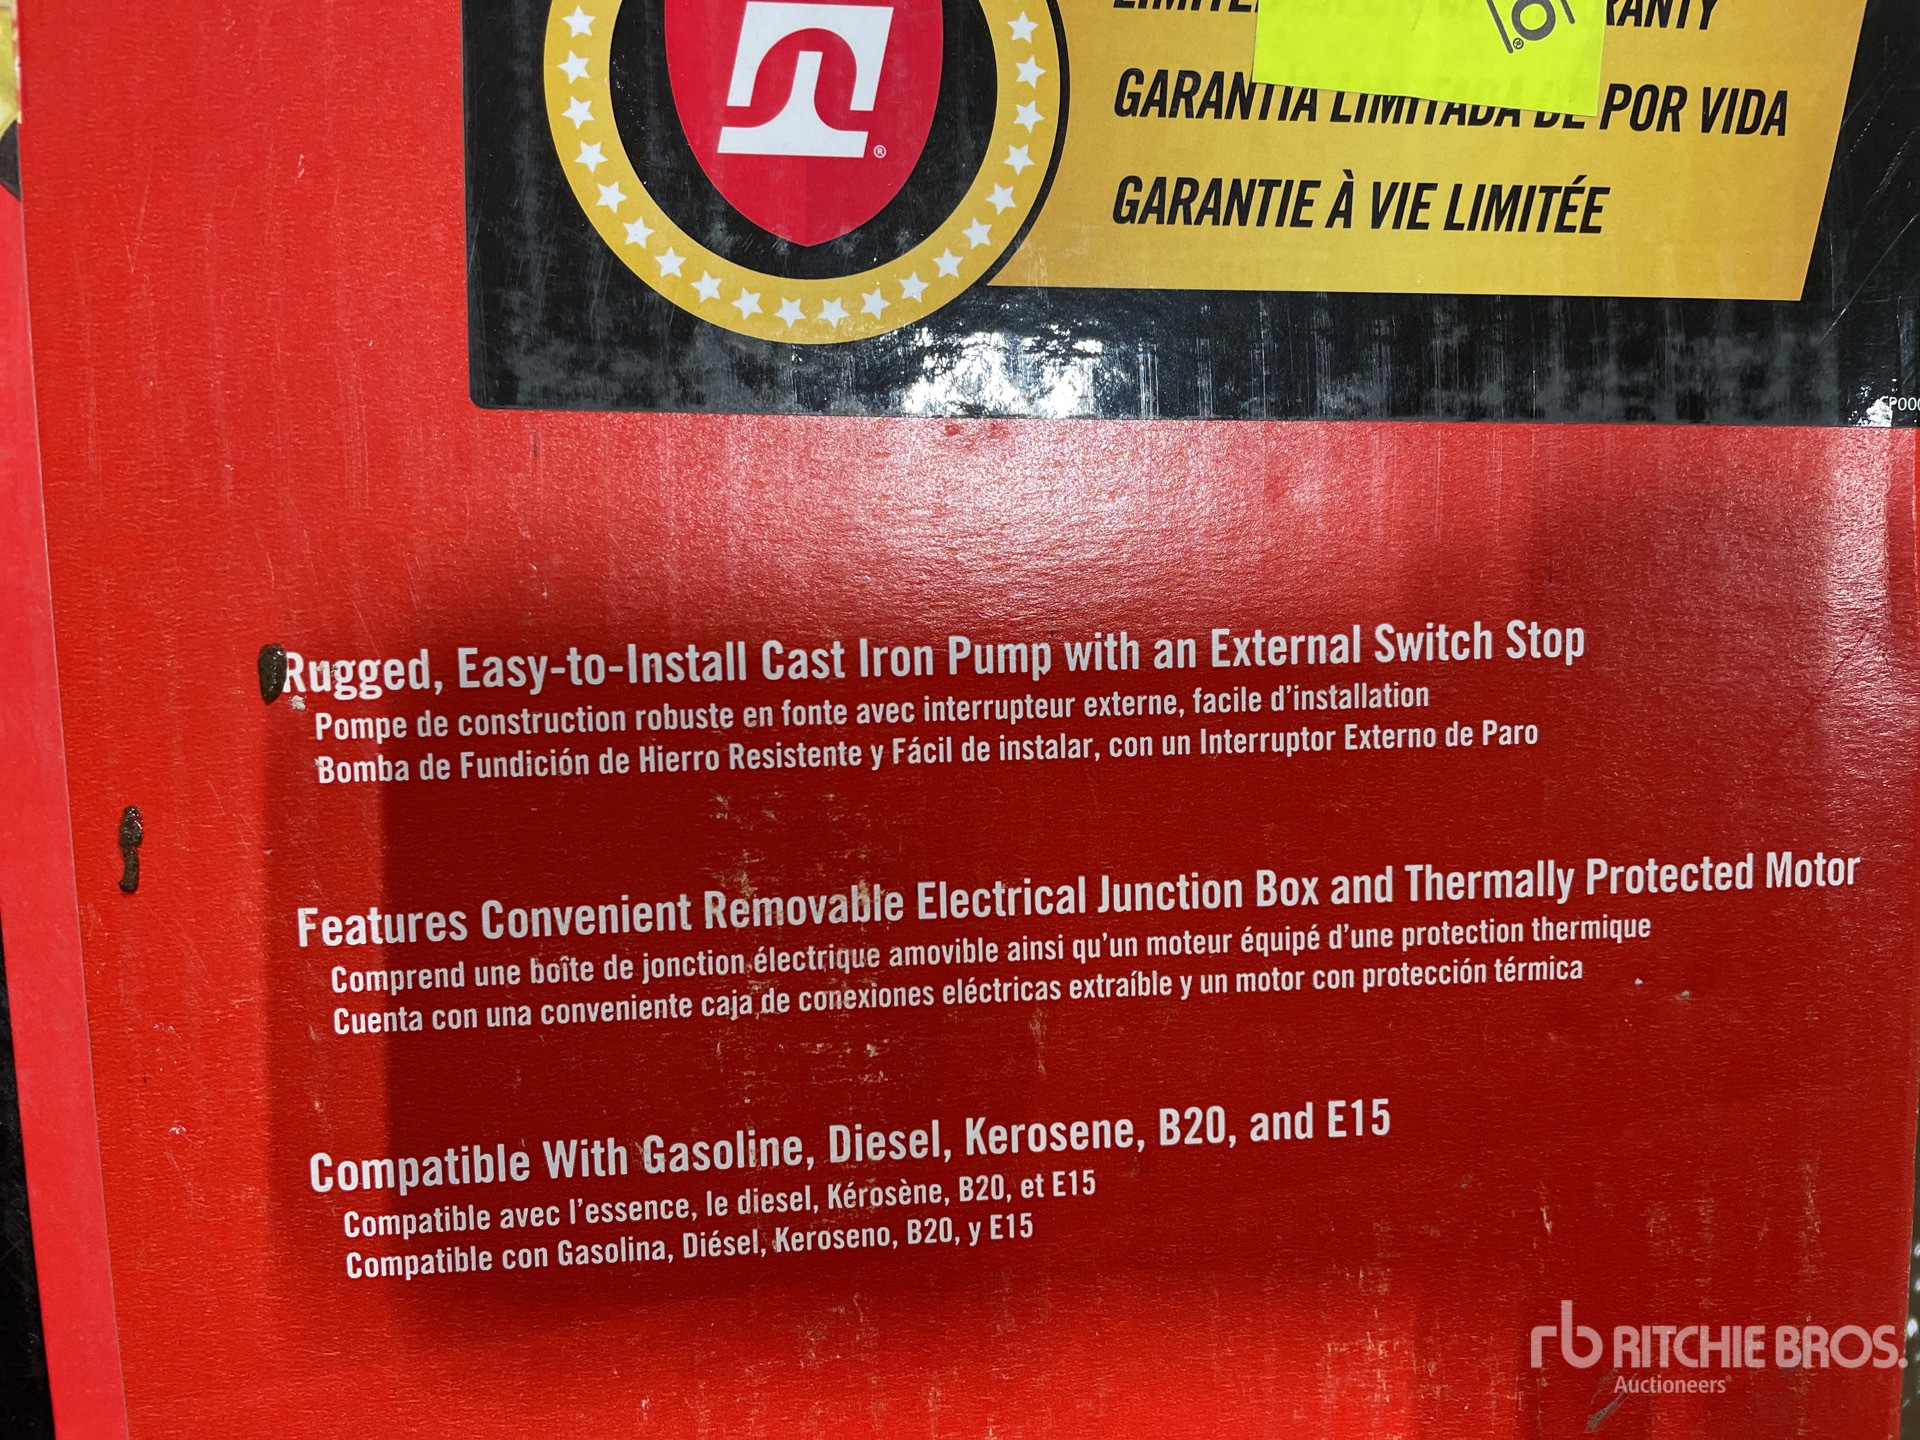 GARANTÍA LIMITADA DE POR VIDA
GARANTIE À VIE LIMITÉE
®
Rugged, Easy-to-Install Cast Iron Pump with an External Switch Stop
Pompe de construction robuste en fonte avec interrupteur externe, facile d'installation
Bomba de Fundición de Hierro Resistente y Fácil de instalar, con un Interruptor Externo de Paro
Features Convenient Removable Electrical Junction Box and Thermally Protected Motor
Comprend une boîte de jonction électrique amovible ainsi qu'un moteur équipé d'une protection thermique
Cuenta con una conveniente caja de conexiones eléctricas extraíble y un motor con protección térmica
Compatible With Gasoline, Diesel, Kerosene, B20, and E15
Compatible avec l'essence, le diesel, Kérosène, B20, et E15
Compatible con Gasolina, Diésel, Keroseno, B20, y E15
rb RITCHIE BROS.
Auctioneers